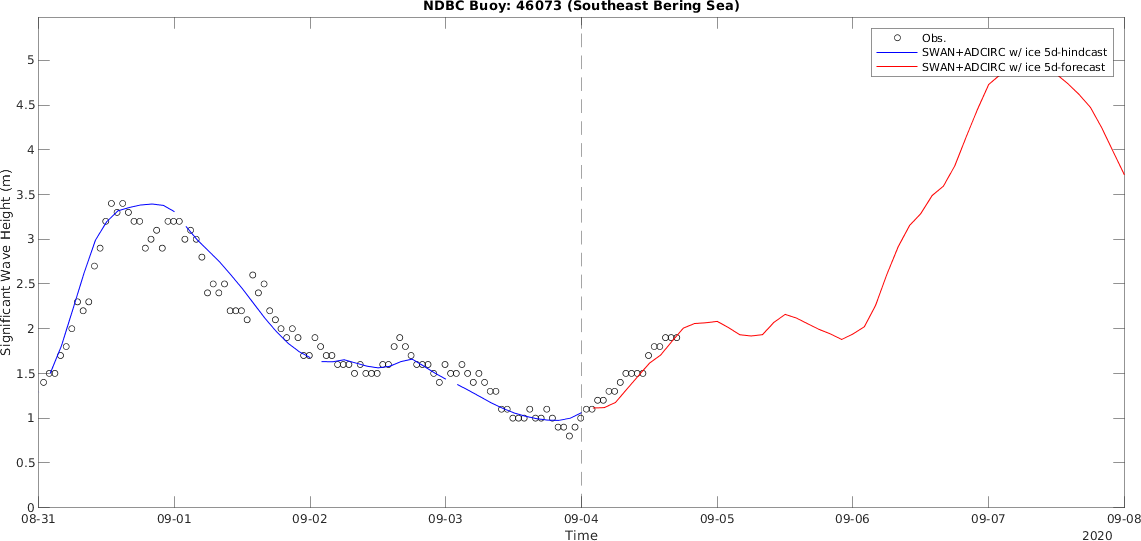 NDBC Buoy: 46073 (Southeast Bering Sea)
Obs.
SWAN+ADCIRC w/ ice 5d-hindcast
SWAN+ADCIRC w/ ice 5d-forecast
Significant Wave Height (m)
5
4.5
4
3.5
3
2.5
2
1.5
1
0.5
0
08-31 09-01 09-02 09-03 09-04 09-05 09-06 09-07 09-08
Time
2020